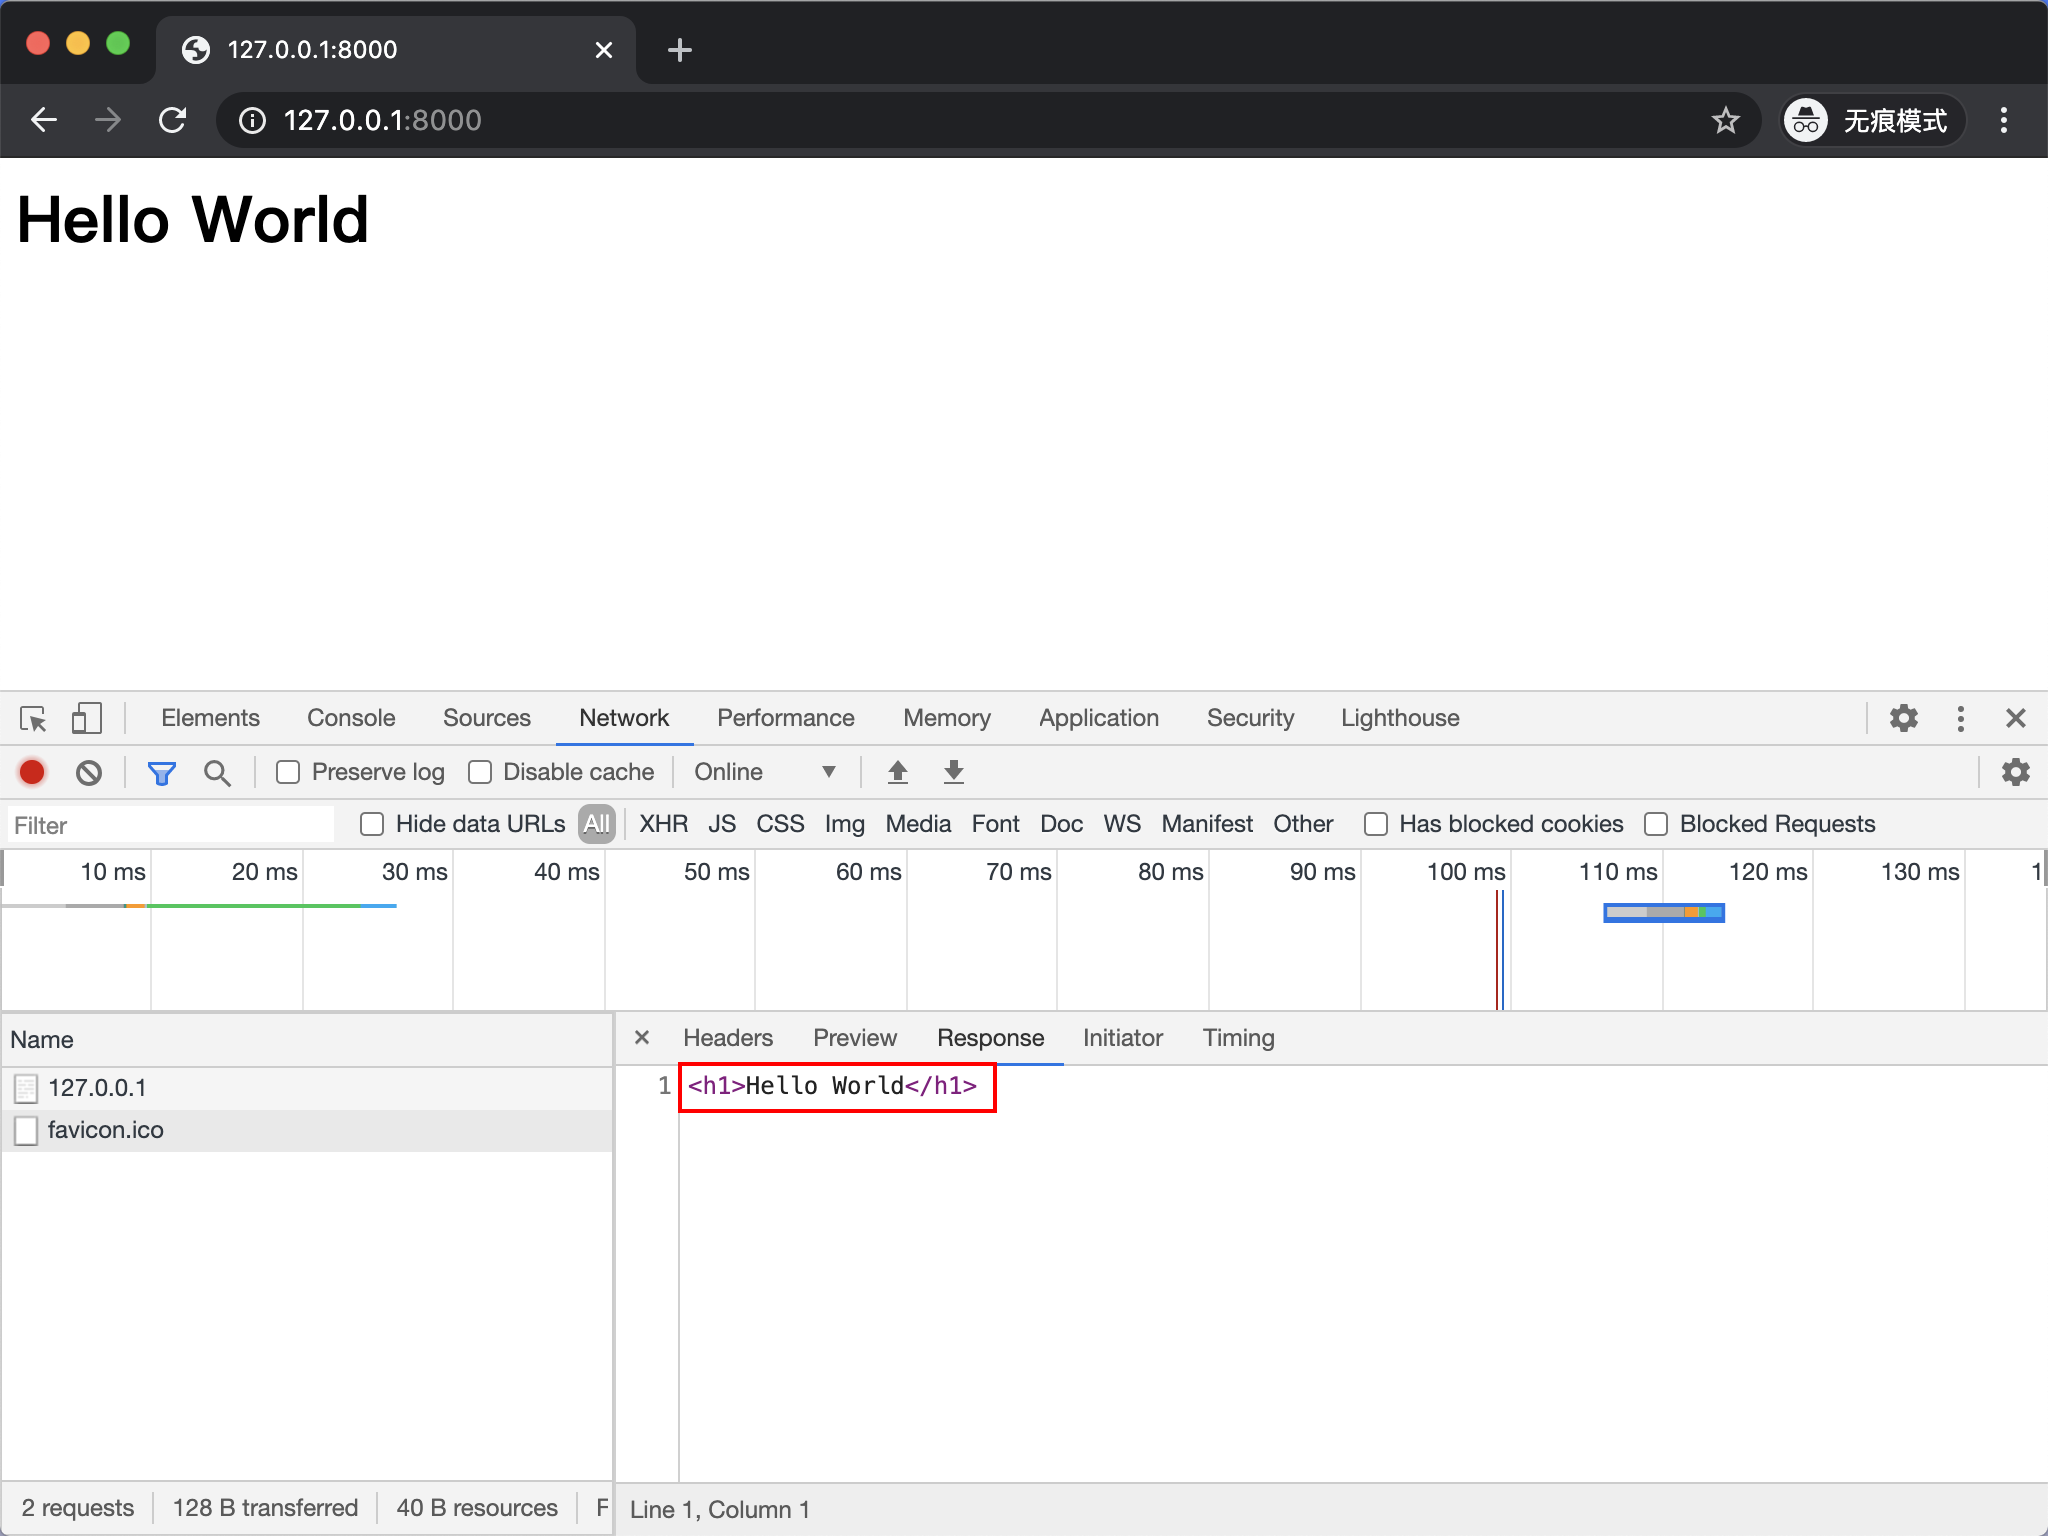 127.0.0.1:8000
127.0.0.1:8000 无痕模式
Hello World
Elements Console Sources Network Performance Memory Application Security Lighthouse
Preserve log Disable cache Online
Filter Hide data URLs All XHR JS CSS Img Media Font Doc WS Manifest Other Has blocked cookies Blocked Requests
10 ms 20 ms 30 ms 40 ms 50 ms 60 ms 70 ms 80 ms 90 ms 100 ms 110 ms 120 ms 130 ms 1
Name
127.0.0.1
favicon.ico
Headers Preview Response Initiator Timing
1 <h1>Hello World</h1>
2 requests 128 B transferred 40 B resources F
Line 1, Column 1